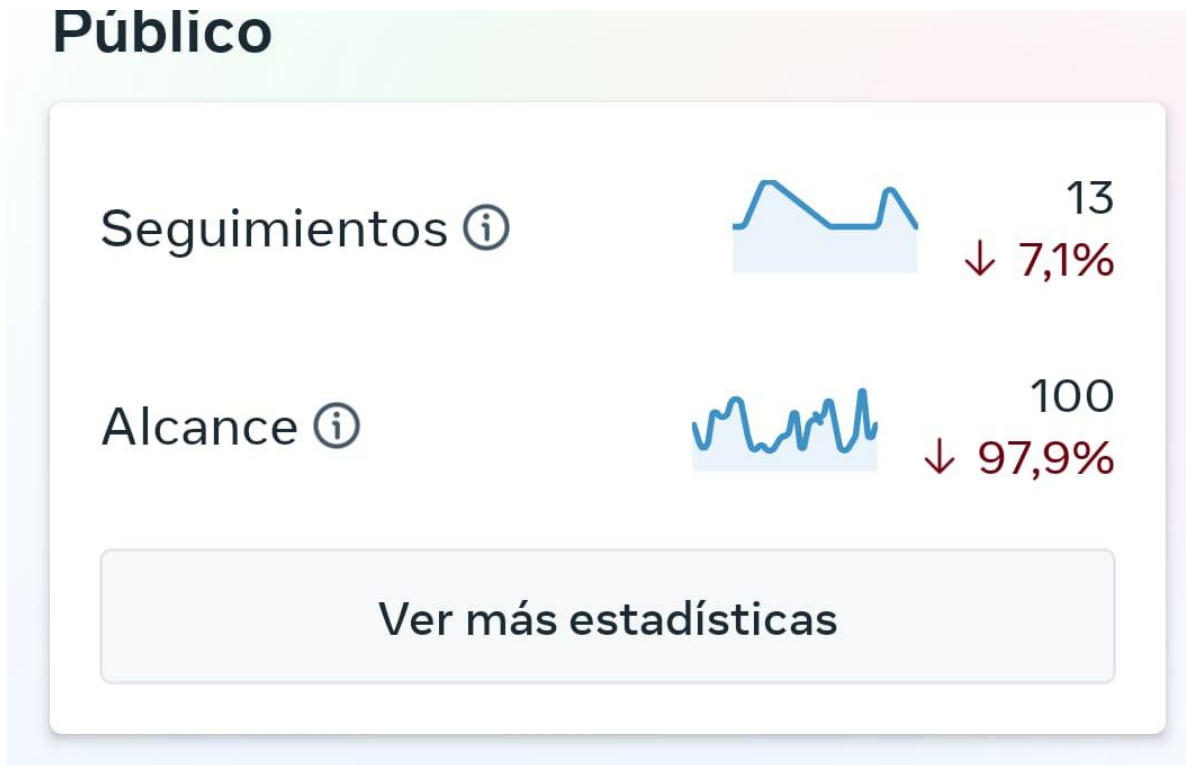 Público
Seguimientos
13
↓ 7,1%
Alcance
100
↓ 97,9%
Ver más estadísticas